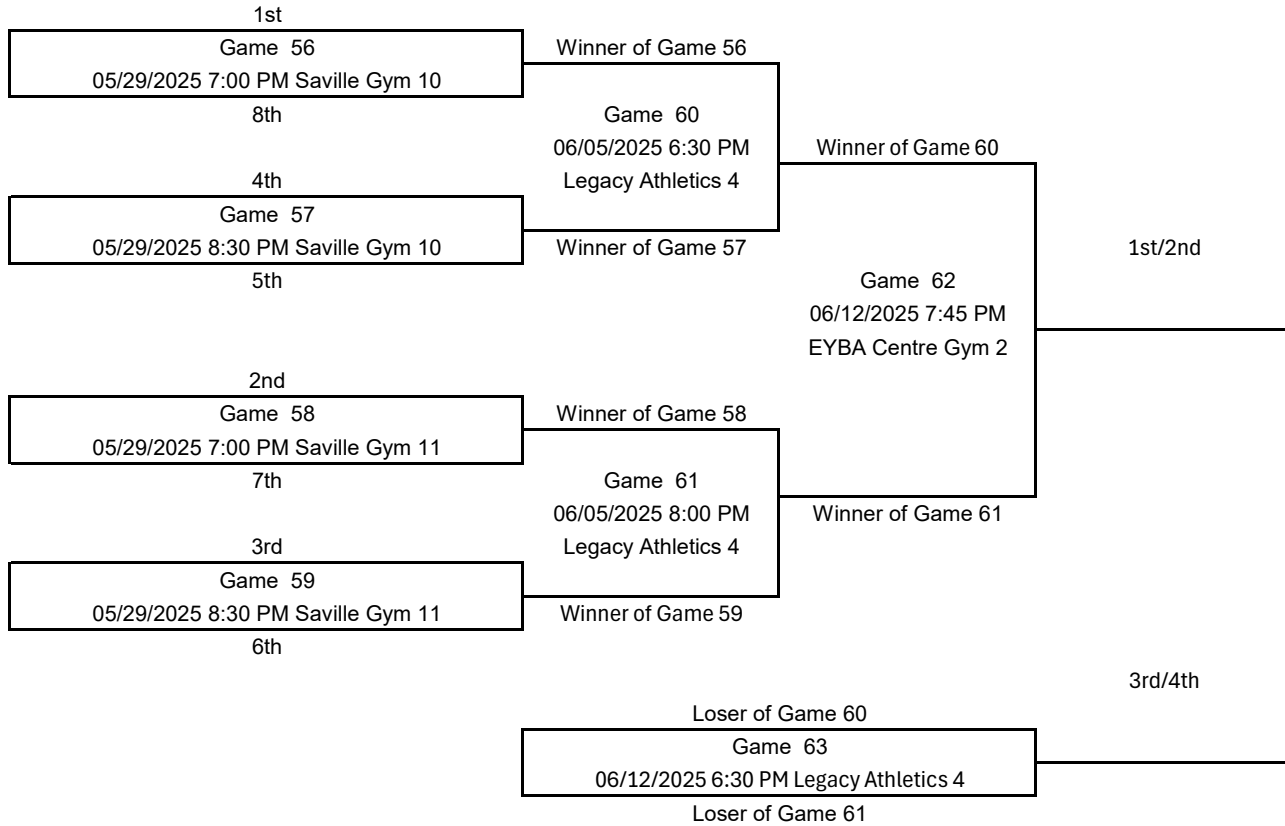 1st
Game 56
05/29/2025 7:00 PM Saville Gym 10
8th
4th
Game 57
05/29/2025 8:30 PM Saville Gym 10
5th
2nd
Game 58
05/29/2025 7:00 PM Saville Gym 11
7th
3rd
Game 59
05/29/2025 8:30 PM Saville Gym 11
6th
Winner of Game 56
Game 60
06/05/2025 6:30 PM
Legacy Athletics 4
Winner of Game 57
Winner of Game 58
Game 61
06/05/2025 8:00 PM
Legacy Athletics 4
Winner of Game 59
Winner of Game 60
Game 62
06/12/2025 7:45 PM
EYBA Centre Gym 2
Winner of Game 61
1st/2nd
Loser of Game 60
Game 63
06/12/2025 6:30 PM Legacy Athletics 4
Loser of Game 61
3rd/4th